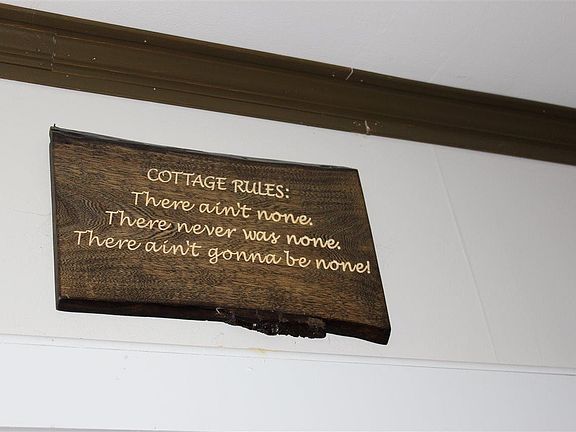 COTTAGE RULES:
There ain't none.
There never was none.
There ain't gonna be none!